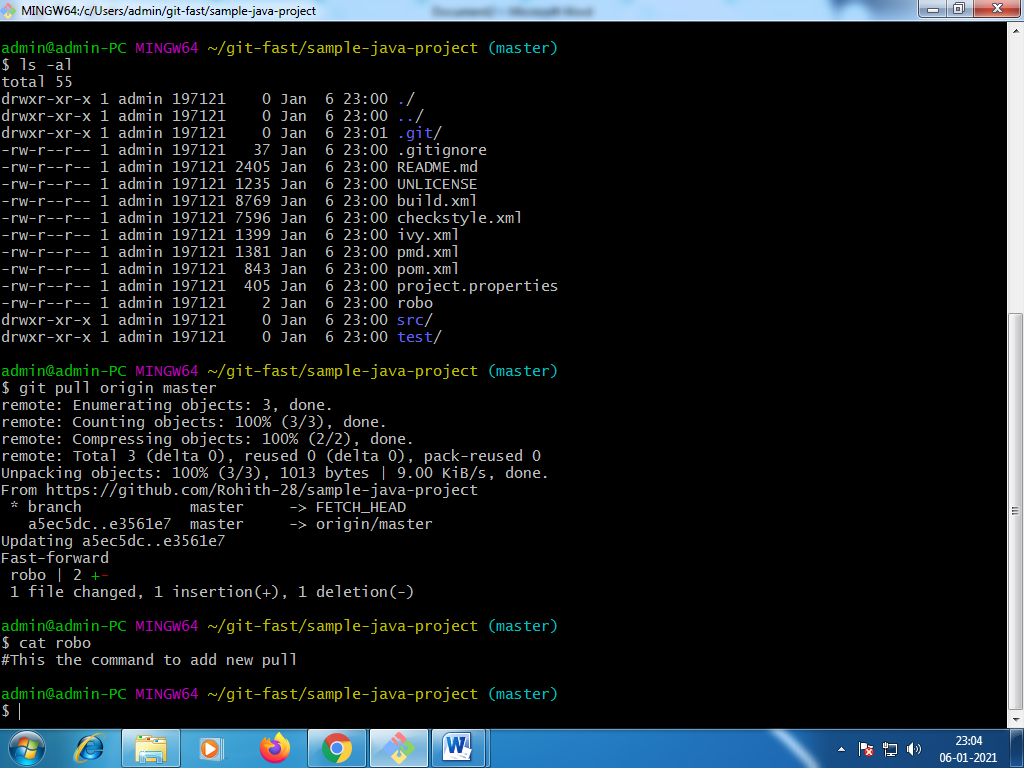 MINGW64:/c/Users/admin/git-fast/sample-java-project
admin@admin-PC MINGW64 ~/git-fast/sample-java-project (master)
$ ls -al
total 55
drwxr-xr-x 1 admin 197121    0 Jan  6 23:00 ./
drwxr-xr-x 1 admin 197121    0 Jan  6 23:00 ../
drwxr-xr-x 1 admin 197121    0 Jan  6 23:01 .git/
-rw-r--r-- 1 admin 197121   37 Jan  6 23:00 .gitignore
-rw-r--r-- 1 admin 197121 2405 Jan  6 23:00 README.md
-rw-r--r-- 1 admin 197121 1235 Jan  6 23:00 UNLICENSE
-rw-r--r-- 1 admin 197121 8769 Jan  6 23:00 build.xml
-rw-r--r-- 1 admin 197121 7596 Jan  6 23:00 checkstyle.xml
-rw-r--r-- 1 admin 197121 1399 Jan  6 23:00 ivy.xml
-rw-r--r-- 1 admin 197121 1381 Jan  6 23:00 pmd.xml
-rw-r--r-- 1 admin 197121  843 Jan  6 23:00 pom.xml
-rw-r--r-- 1 admin 197121  405 Jan  6 23:00 project.properties
-rw-r--r-- 1 admin 197121    2 Jan  6 23:00 robo
drwxr-xr-x 1 admin 197121    0 Jan  6 23:00 src/
drwxr-xr-x 1 admin 197121    0 Jan  6 23:00 test/
admin@admin-PC MINGW64 ~/git-fast/sample-java-project (master)
$ git pull origin master
remote: Enumerating objects: 3, done.
remote: Counting objects: 100% (3/3), done.
remote: Compressing objects: 100% (2/2), done.
remote: Total 3 (delta 0), reused 0 (delta 0), pack-reused 0
Unpacking objects: 100% (3/3), 1013 bytes | 9.00 KiB/s, done.
From https://github.com/Rohith-28/sample-java-project
 * branch            master     -> FETCH_HEAD
   a5ec5dc..e3561e7  master     -> origin/master
Updating a5ec5dc..e3561e7
Fast-forward
 robo | 2 +-
 1 file changed, 1 insertion(+), 1 deletion(-)
admin@admin-PC MINGW64 ~/git-fast/sample-java-project (master)
$ cat robo
#This the command to add new pull
admin@admin-PC MINGW64 ~/git-fast/sample-java-project (master)
$
23:04
06-01-2021